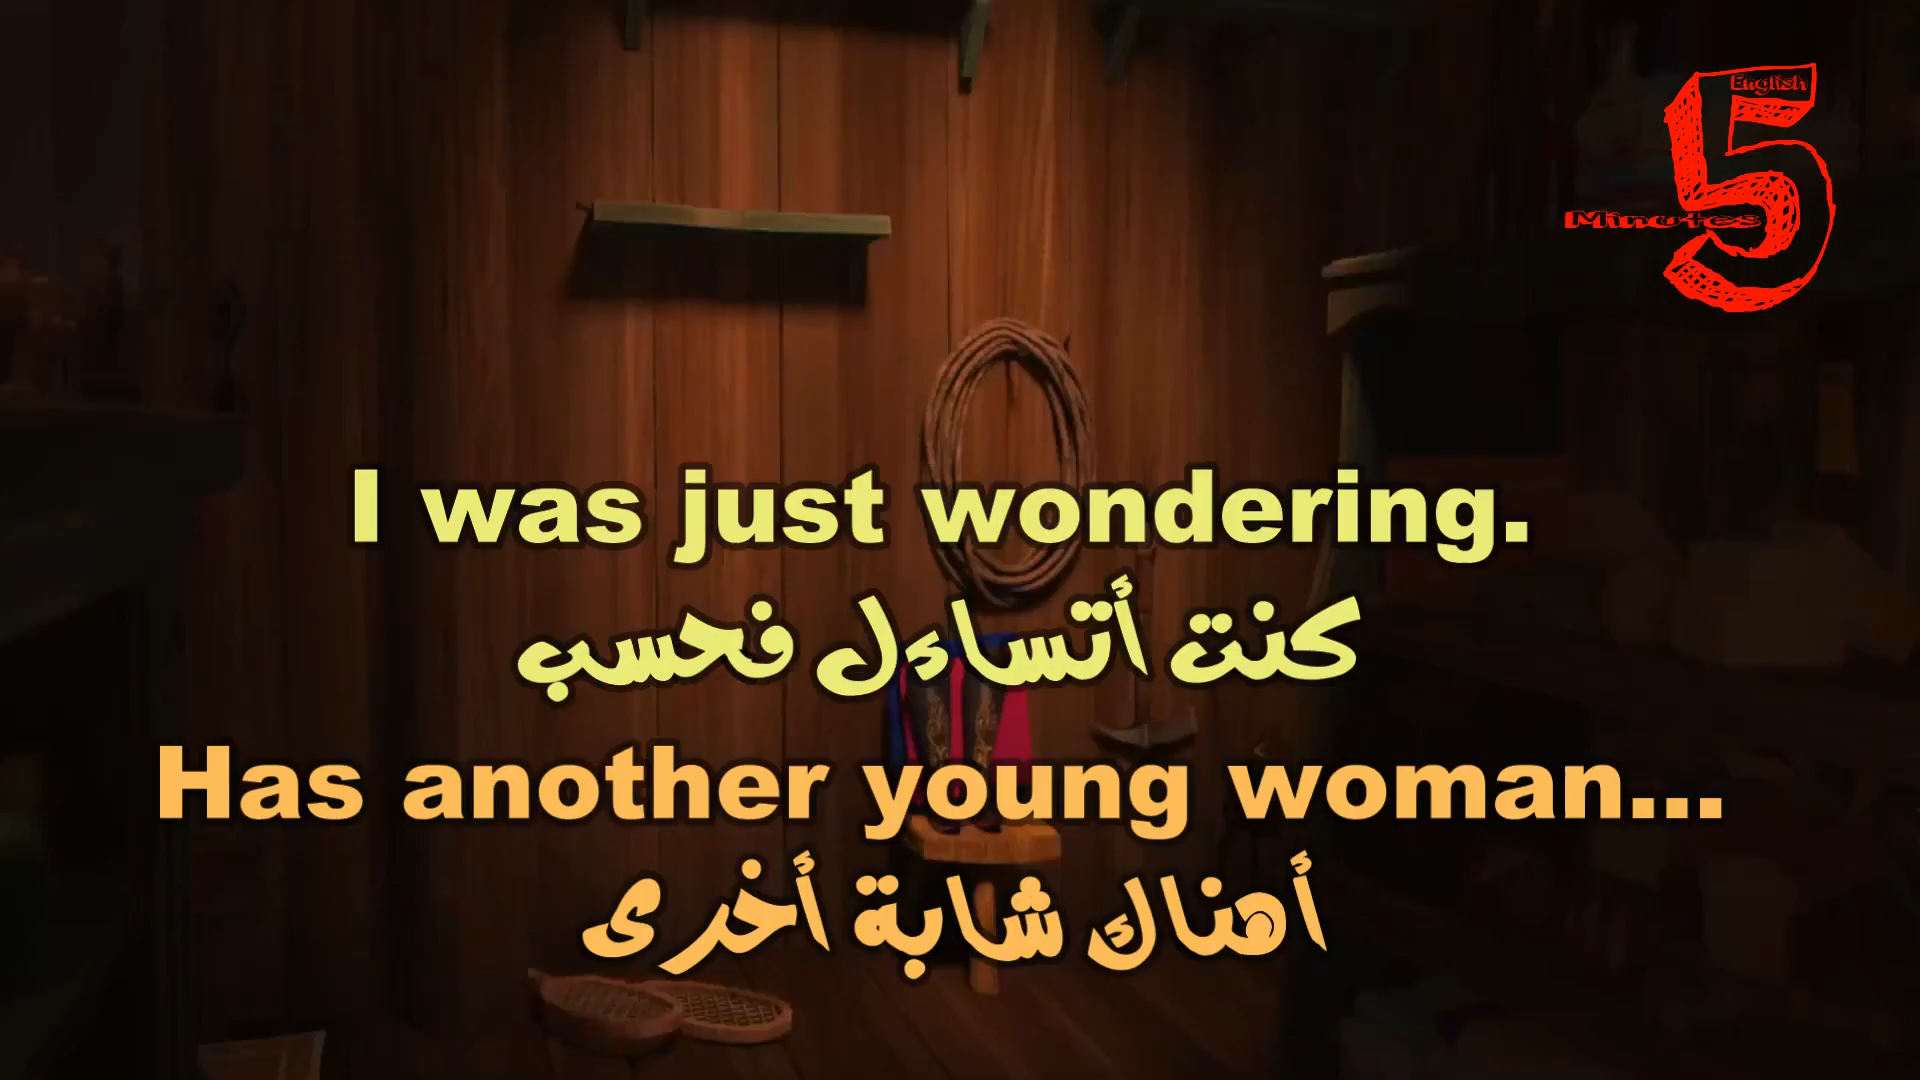 English
5
Minutes
I was just wondering.
كنت أتساءل فحسب
Has another young woman...
أهناك شابة أخرى